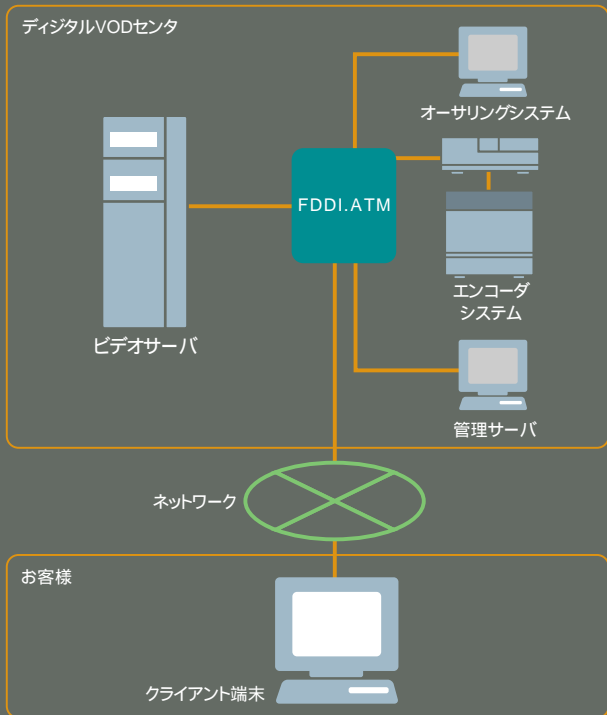 ディジタルVODセンタ
オーサリングシステム
FDDI.ATM
エンコーダ
システム
ビデオサーバ
管理サーバ
ネットワーク
お客様
クライアント端末